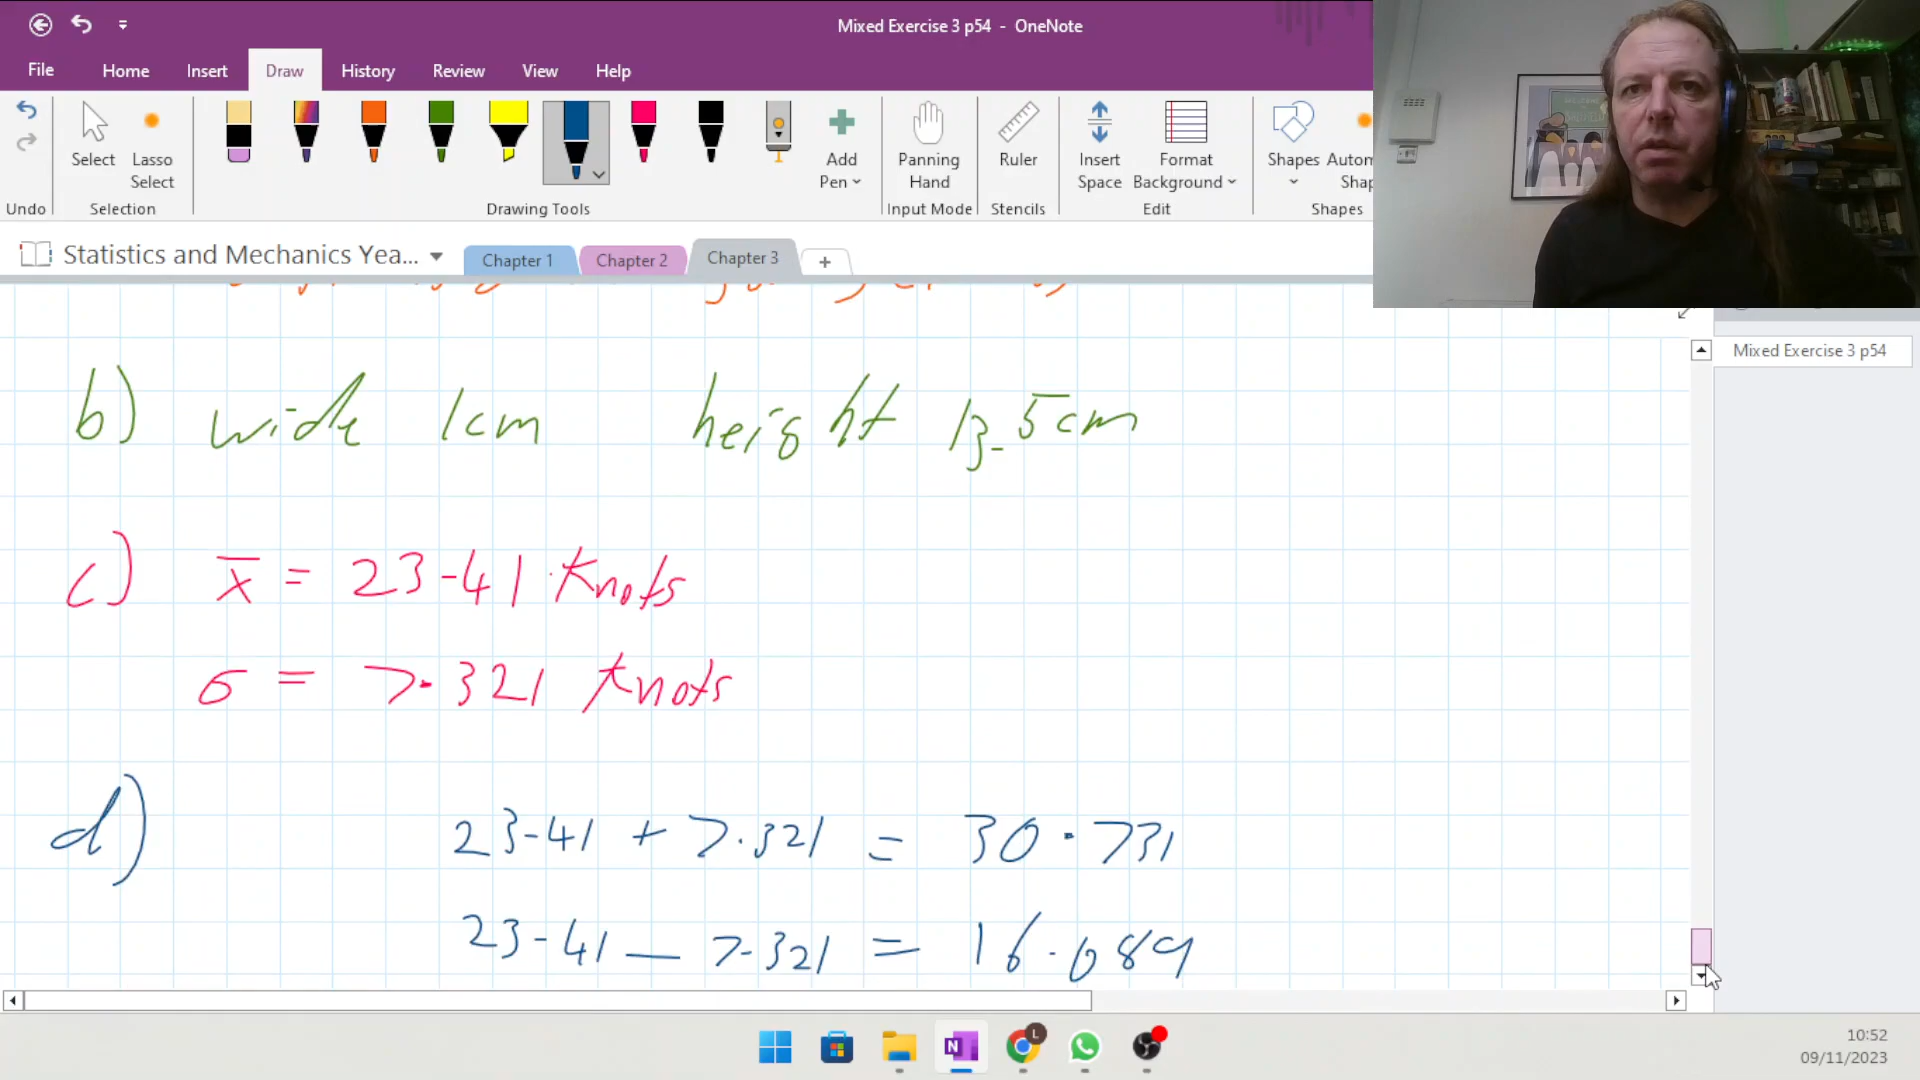 Mixed Exercise 3 p54 - OneNote
File Home Insert Draw History Review View Help
Select
Lasso Select
Add Pen
Panning Hand
Ruler
Insert Space
Format Background
Shapes
Undo
Selection
Drawing Tools
Input Mode
Stencils
Edit
Shapes
Statistics and Mechanics Yea...
Chapter 1
Chapter 2
Chapter 3
+
Mixed Exercise 3 p54
b) wide 1cm height 13.5cm
c) x̄ = 23.41 Knots
σ = 7.321 Knots
d) 23.41 + 7.321 = 30.731
23.41 - 7.321 = 16.089
N
L
10:52
09/11/2023